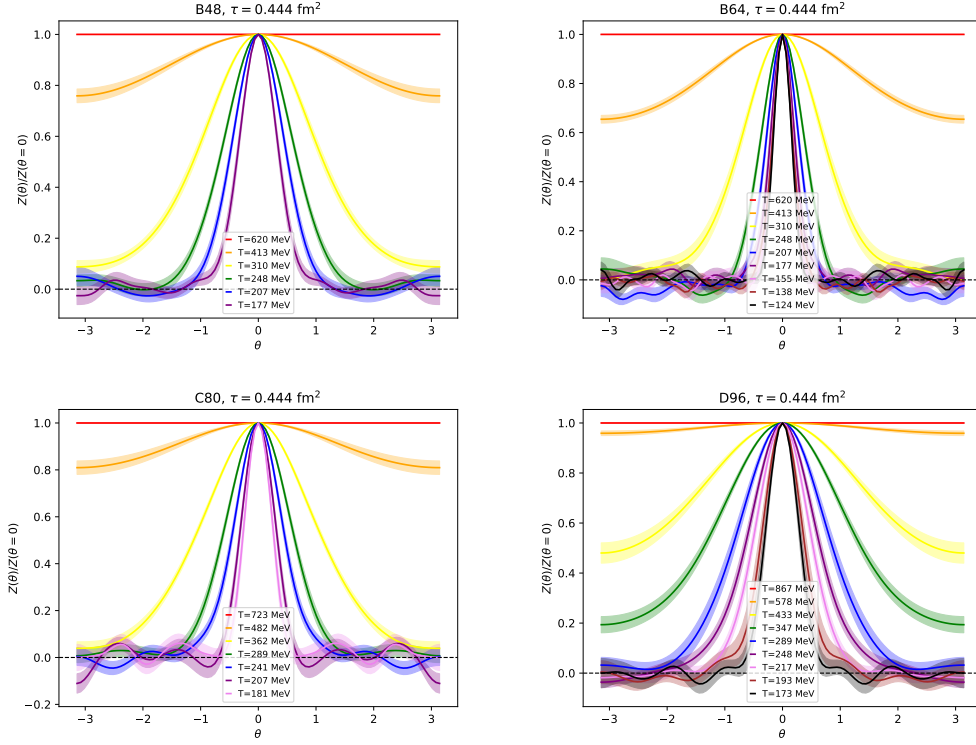 B48, τ = 0.444 fm²
Z(θ)/Z(θ = 0)
1.0
0.8
0.6
0.4
0.2
0.0
T=620 MeV
T=413 MeV
T=310 MeV
T=248 MeV
T=207 MeV
T=177 MeV
−3 −2 −1 0 1 2 3
θ
B64, τ = 0.444 fm²
Z(θ)/Z(θ = 0)
1.0
0.8
0.6
0.4
0.2
0.0
T=620 MeV
T=413 MeV
T=310 MeV
T=248 MeV
T=207 MeV
T=177 MeV
T=155 MeV
T=138 MeV
T=124 MeV
−3 −2 −1 0 1 2 3
θ
C80, τ = 0.444 fm²
Z(θ)/Z(θ = 0)
1.0
0.8
0.6
0.4
0.2
0.0
−0.2
T=723 MeV
T=482 MeV
T=362 MeV
T=289 MeV
T=241 MeV
T=207 MeV
T=181 MeV
−3 −2 −1 0 1 2 3
θ
D96, τ = 0.444 fm²
Z(θ)/Z(θ = 0)
1.0
0.8
0.6
0.4
0.2
0.0
T=867 MeV
T=578 MeV
T=433 MeV
T=347 MeV
T=289 MeV
T=248 MeV
T=217 MeV
T=193 MeV
T=173 MeV
−3 −2 −1 0 1 2 3
θ